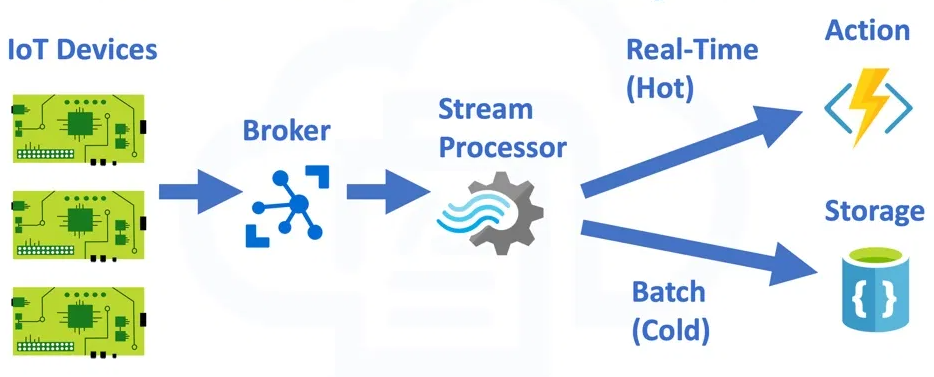 IoT Devices
Broker
Stream
Processor
Real-Time
(Hot)
Action
Batch
(Cold)
Storage
{ }